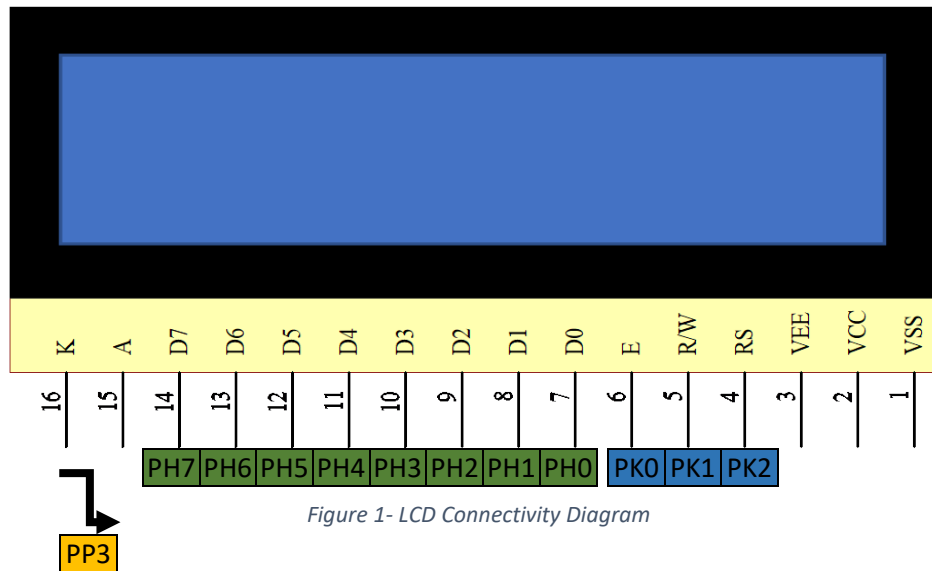 K A D7 D6 D5 D4 D3 D2 D1 D0 E R/W RS VEE VCC VSS
16 15 14 13 12 11 10 9 8 7 6 5 4 3 2 1
PH7 PH6 PH5 PH4 PH3 PH2 PH1 PH0 PK0 PK1 PK2
Figure 1- LCD Connectivity Diagram
PP3